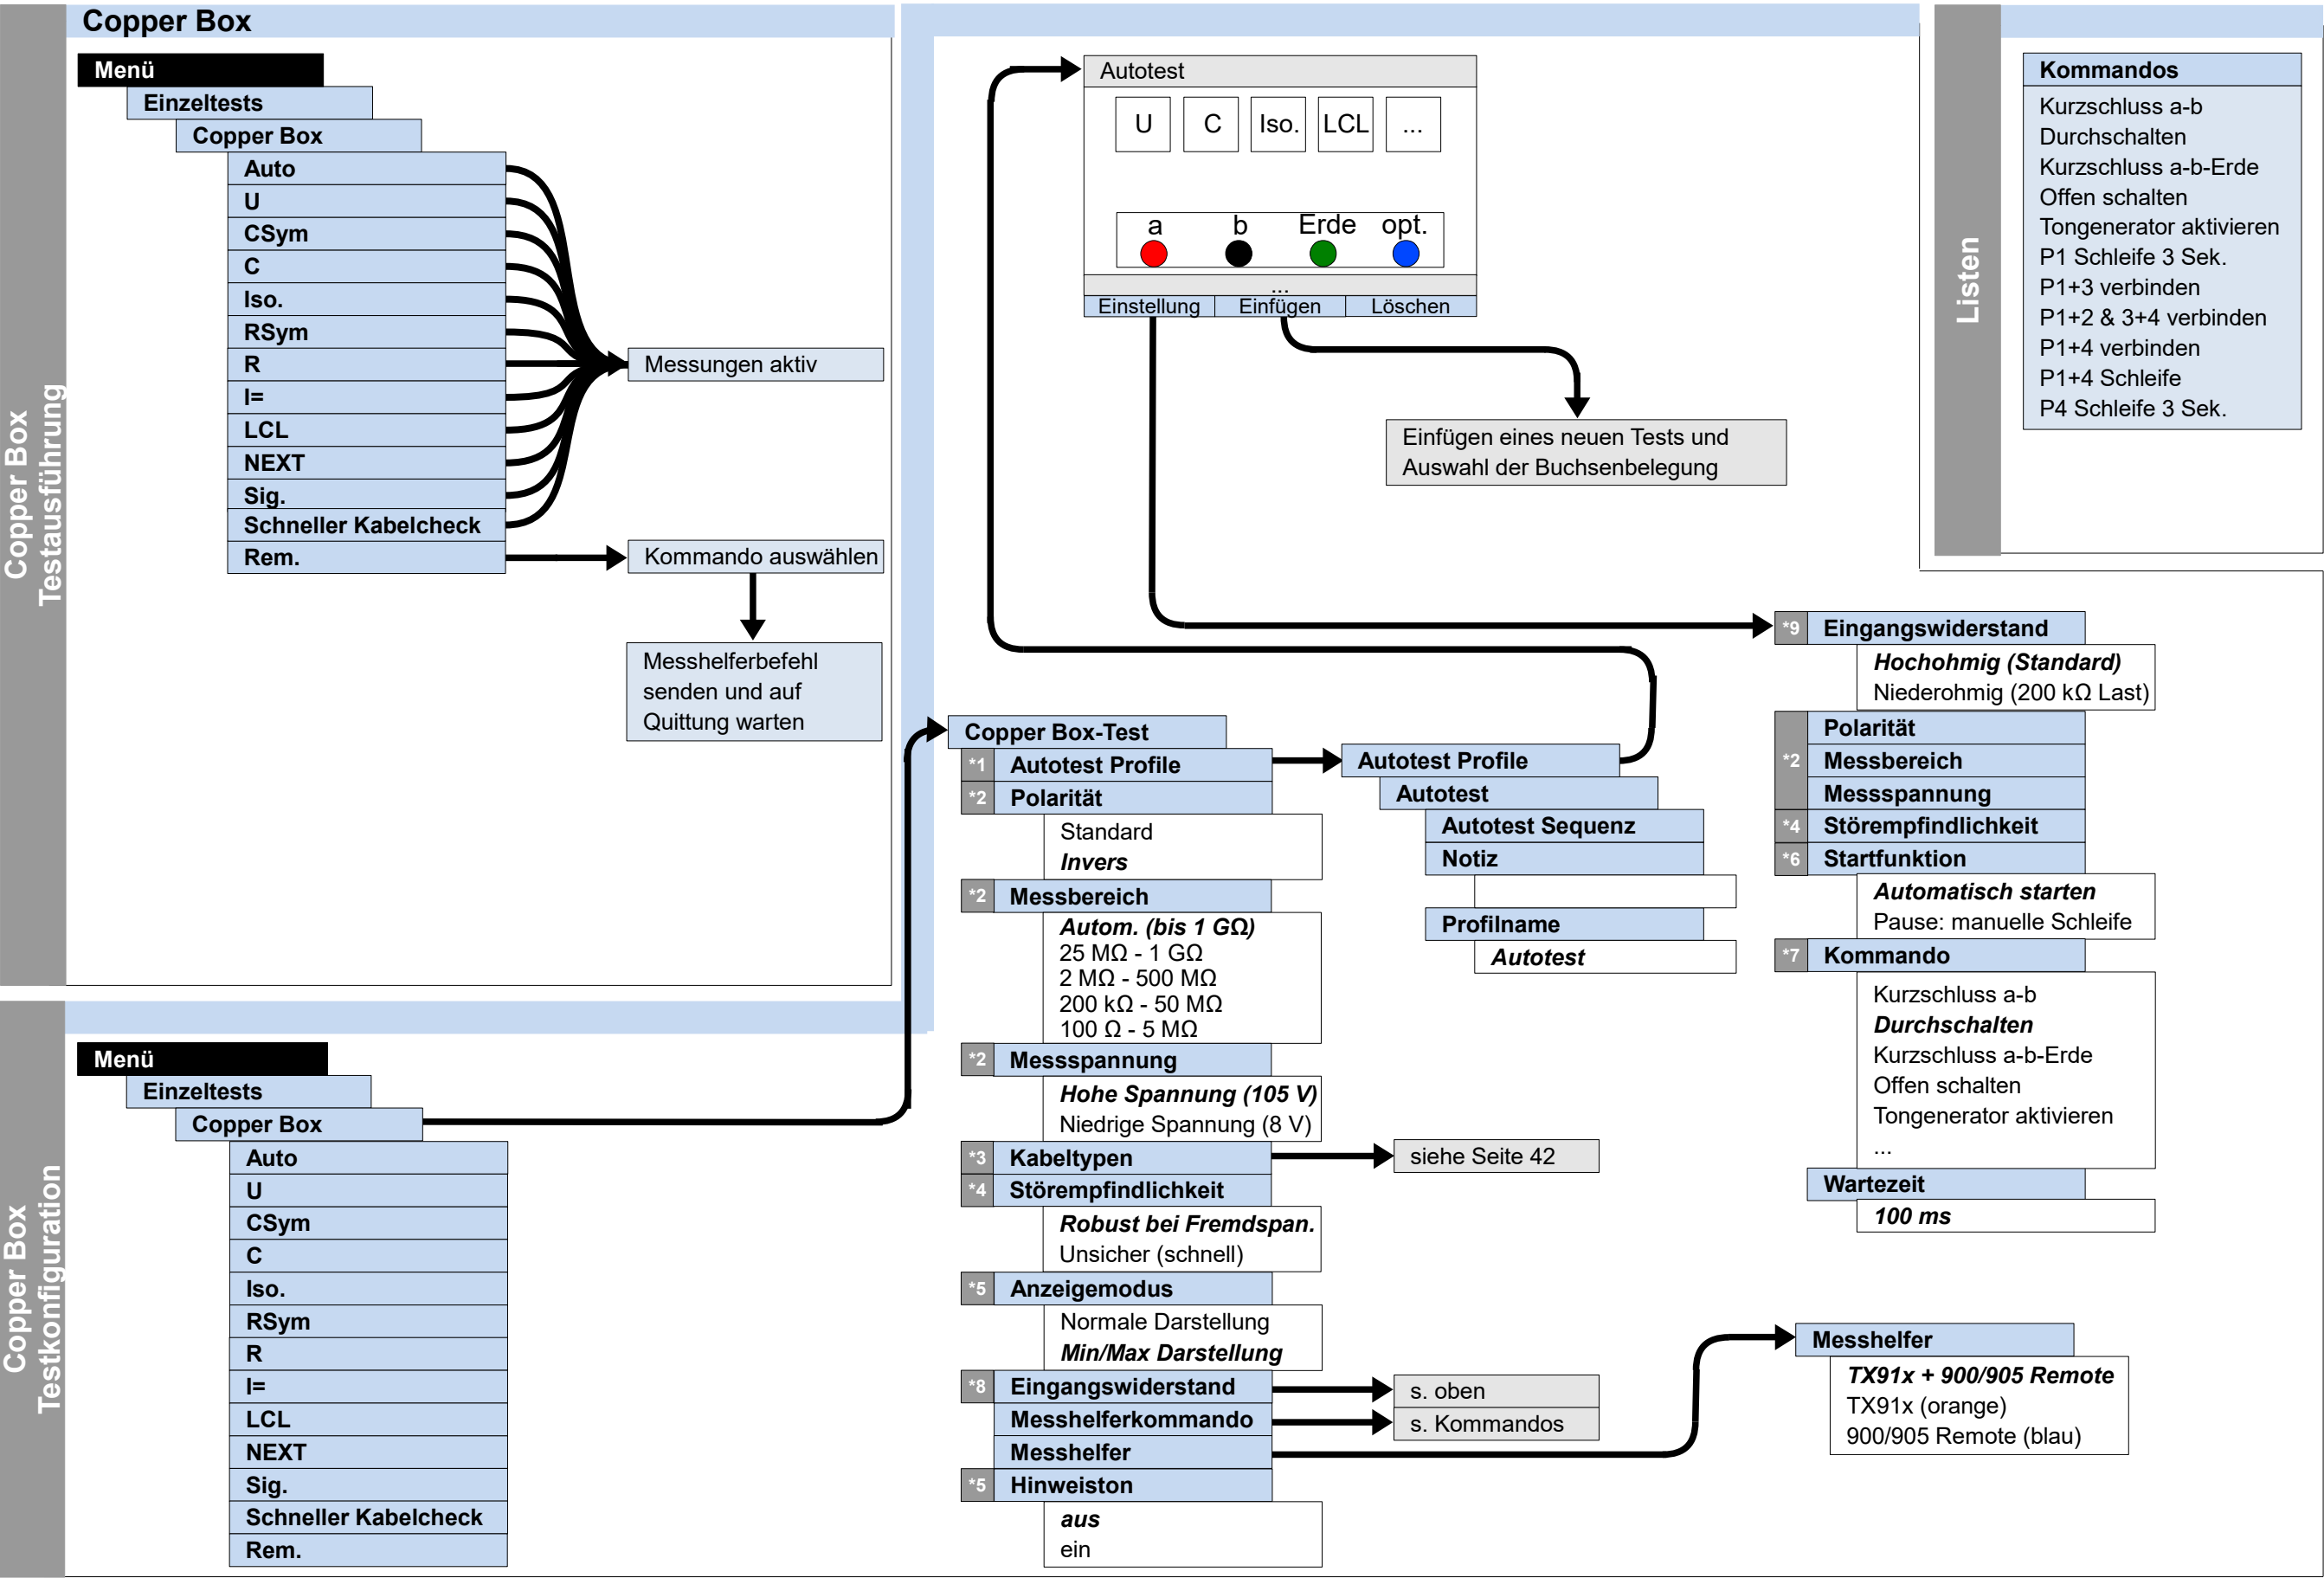 Copper Box
Copper Box
Testausführung
Menü
Einzeltests
Copper Box
Auto
U
CSym
C
Iso.
RSym
R
I=
LCL
NEXT
Sig.
Schneller Kabelcheck
Rem.
Messungen aktiv
Kommando auswählen
Messhelferbefehl
senden und auf
Quittung warten
Copper Box
Testkonfiguration
Menü
Einzeltests
Copper Box
Auto
U
CSym
C
Iso.
RSym
R
I=
LCL
NEXT
Sig.
Schneller Kabelcheck
Rem.
Copper Box-Test
*1 Autotest Profile
*2 Polarität
Standard
Invers
*2 Messbereich
Autom. (bis 1 GΩ)
25 MΩ - 1 GΩ
2 MΩ - 500 MΩ
200 kΩ - 50 MΩ
100 Ω - 5 MΩ
*2 Messspannung
Hohe Spannung (105 V)
Niedrige Spannung (8 V)
*3 Kabeltypen
siehe Seite 42
*4 Störempfindlichkeit
Robust bei Fremdspan.
Unsicher (schnell)
*5 Anzeigemodus
Normale Darstellung
Min/Max Darstellung
*8 Eingangswiderstand
s. oben
Messhelferkommando
s. Kommandos
Messhelfer
*5 Hinweiston
aus
ein
Autotest Profile
Autotest
Autotest Sequenz
Notiz
Profilname
Autotest
Autotest
U C Iso. LCL ...
a b Erde opt.
...
Einstellung Einfügen Löschen
Einfügen eines neuen Tests und
Auswahl der Buchsenbelegung
*9 Eingangswiderstand
Hochohmig (Standard)
Niederohmig (200 kΩ Last)
Polarität
*2 Messbereich
Messspannung
*4 Störempfindlichkeit
*6 Startfunktion
Automatisch starten
Pause: manuelle Schleife
*7 Kommando
Kurzschluss a-b
Durchschalten
Kurzschluss a-b-Erde
Offen schalten
Tongenerator aktivieren
...
Wartezeit
100 ms
Messhelfer
TX91x + 900/905 Remote
TX91x (orange)
900/905 Remote (blau)
Listen
Kommandos
Kurzschluss a-b
Durchschalten
Kurzschluss a-b-Erde
Offen schalten
Tongenerator aktivieren
P1 Schleife 3 Sek.
P1+3 verbinden
P1+2 & 3+4 verbinden
P1+4 verbinden
P1+4 Schleife
P4 Schleife 3 Sek.